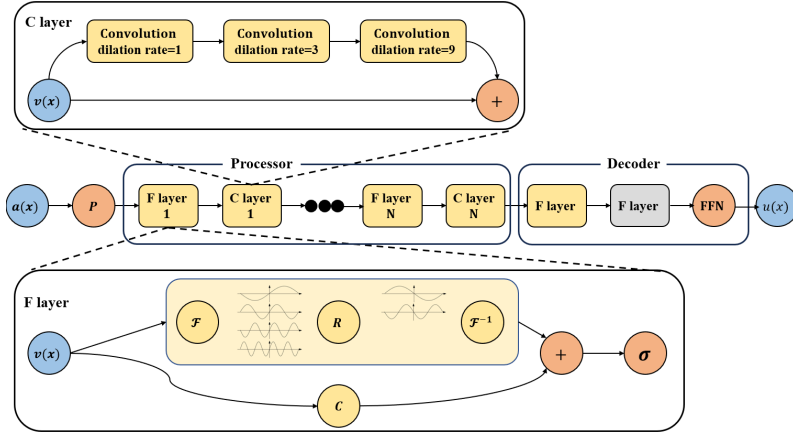 C layer
Convolution
dilation rate=1
Convolution
dilation rate=3
Convolution
dilation rate=9
v(x)
+
Processor
Decoder
a(x)
P
F layer
1
C layer
1
F layer
N
C layer
N
F layer
F layer
FFN
u(x)
F layer
v(x)
ℱ
R
ℱ⁻¹
+
σ
C